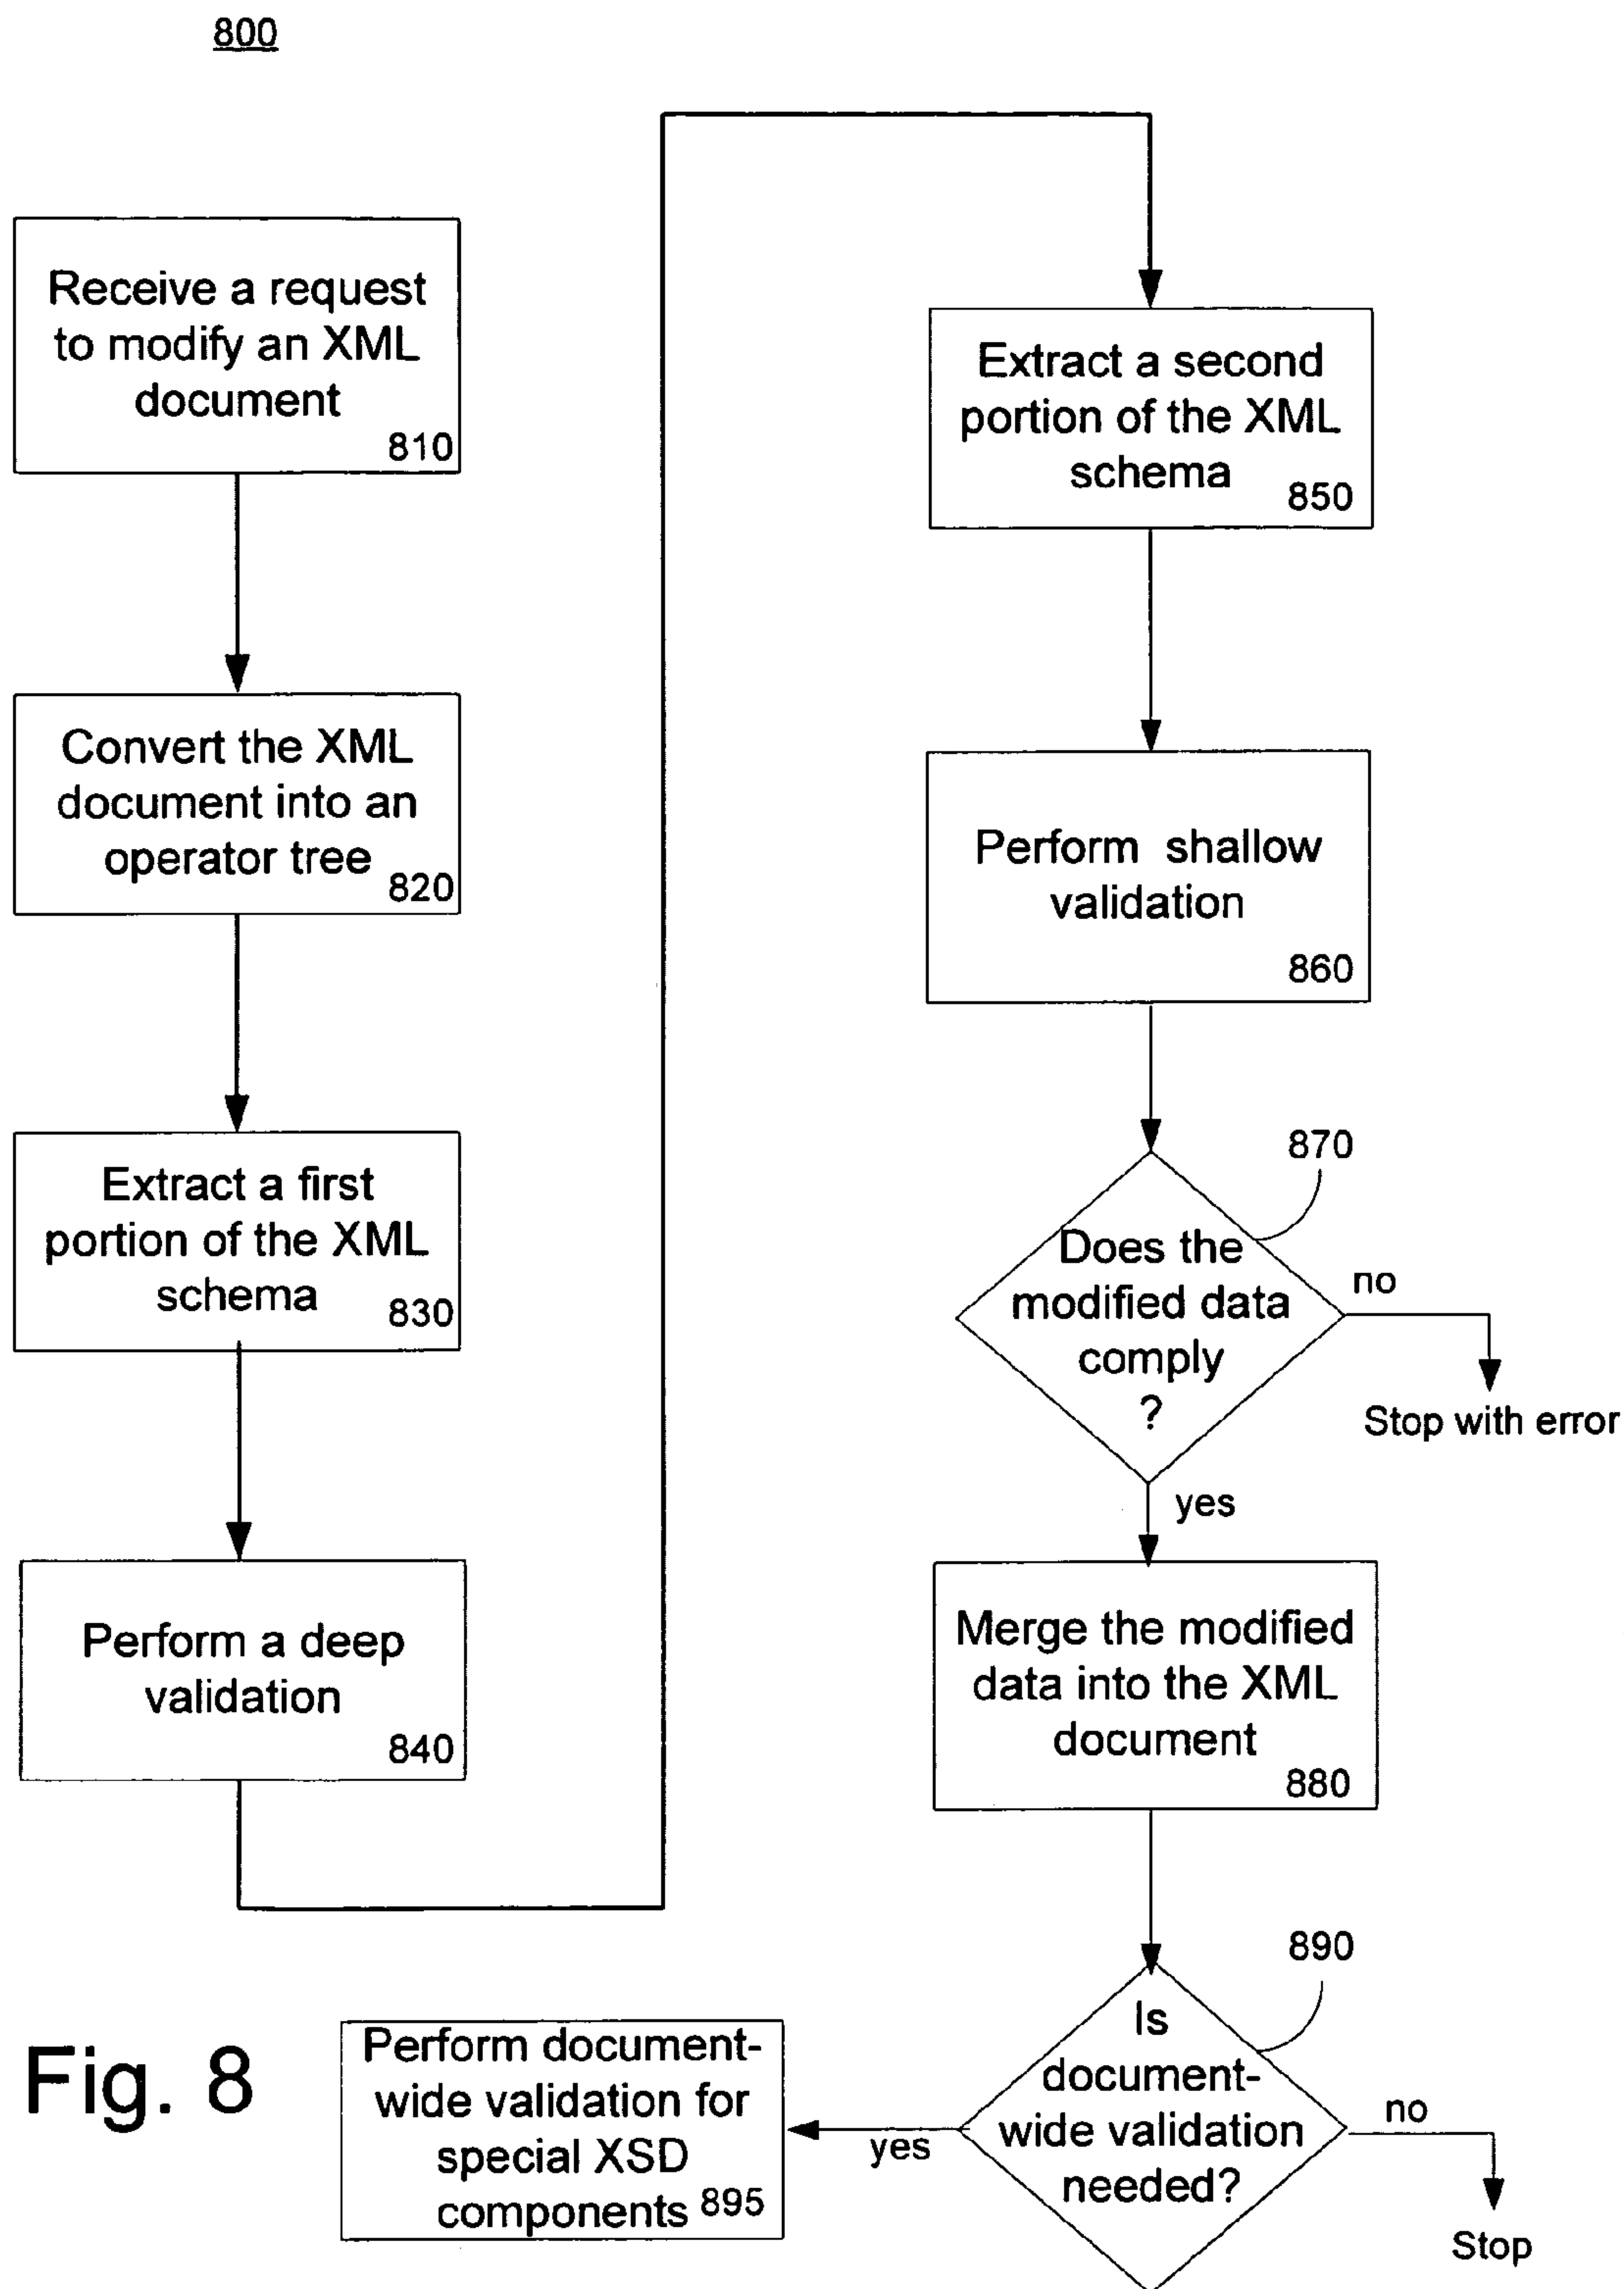 800
Receive a request
to modify an XML
document
810
Convert the XML
document into an
operator tree
820
Extract a first
portion of the XML
schema
830
Perform a deep
validation
840
Extract a second
portion of the XML
schema
850
Perform shallow
validation
860
870
Does the
modified data
comply
?
no
Stop with error
yes
Merge the modified
data into the XML
document
880
890
Is
document-
wide validation
needed?
no
Stop
yes
Perform document-
wide validation for
special XSD
components 895
Fig. 8